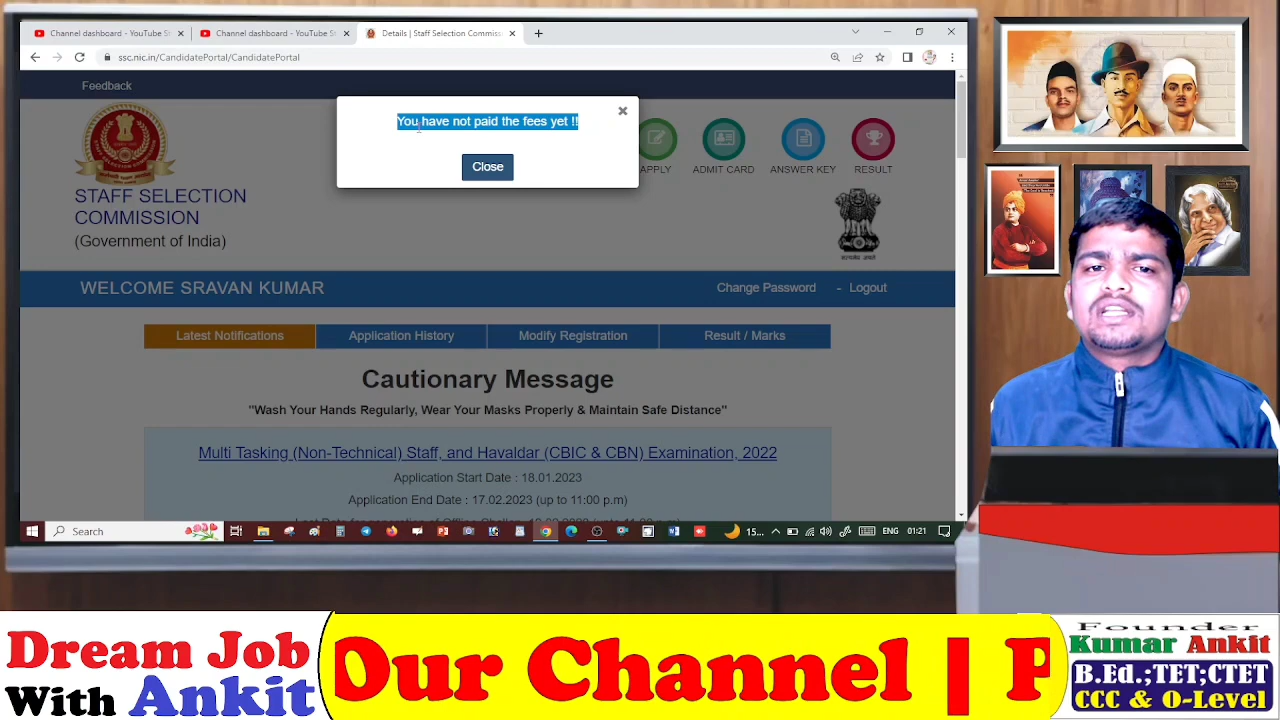 Channel dashboard - YouTube St
Channel dashboard - YouTube St
Details | Staff Selection Commiss
ssc.nic.in/CandidatePortal/CandidatePortal
Feedback
You have not paid the fees yet !!
Close
APPLY
ADMIT CARD
ANSWER KEY
RESULT
STAFF SELECTION
COMMISSION
(Government of India)
WELCOME SRAVAN KUMAR
Change Password
- Logout
Latest Notifications
Application History
Modify Registration
Result / Marks
Cautionary Message
"Wash Your Hands Regularly, Wear Your Masks Properly & Maintain Safe Distance"
Multi Tasking (Non-Technical) Staff, and Havaldar (CBIC & CBN) Examination, 2022
Application Start Date : 18.01.2023
Application End Date : 17.02.2023 (up to 11:00 p.m)
Search
15...
ENG
01:21
Dream Job
With Ankit
Our Channel | P
Founder
Kumar Ankit
B.Ed.;TET;CTET
CCC & O-Level